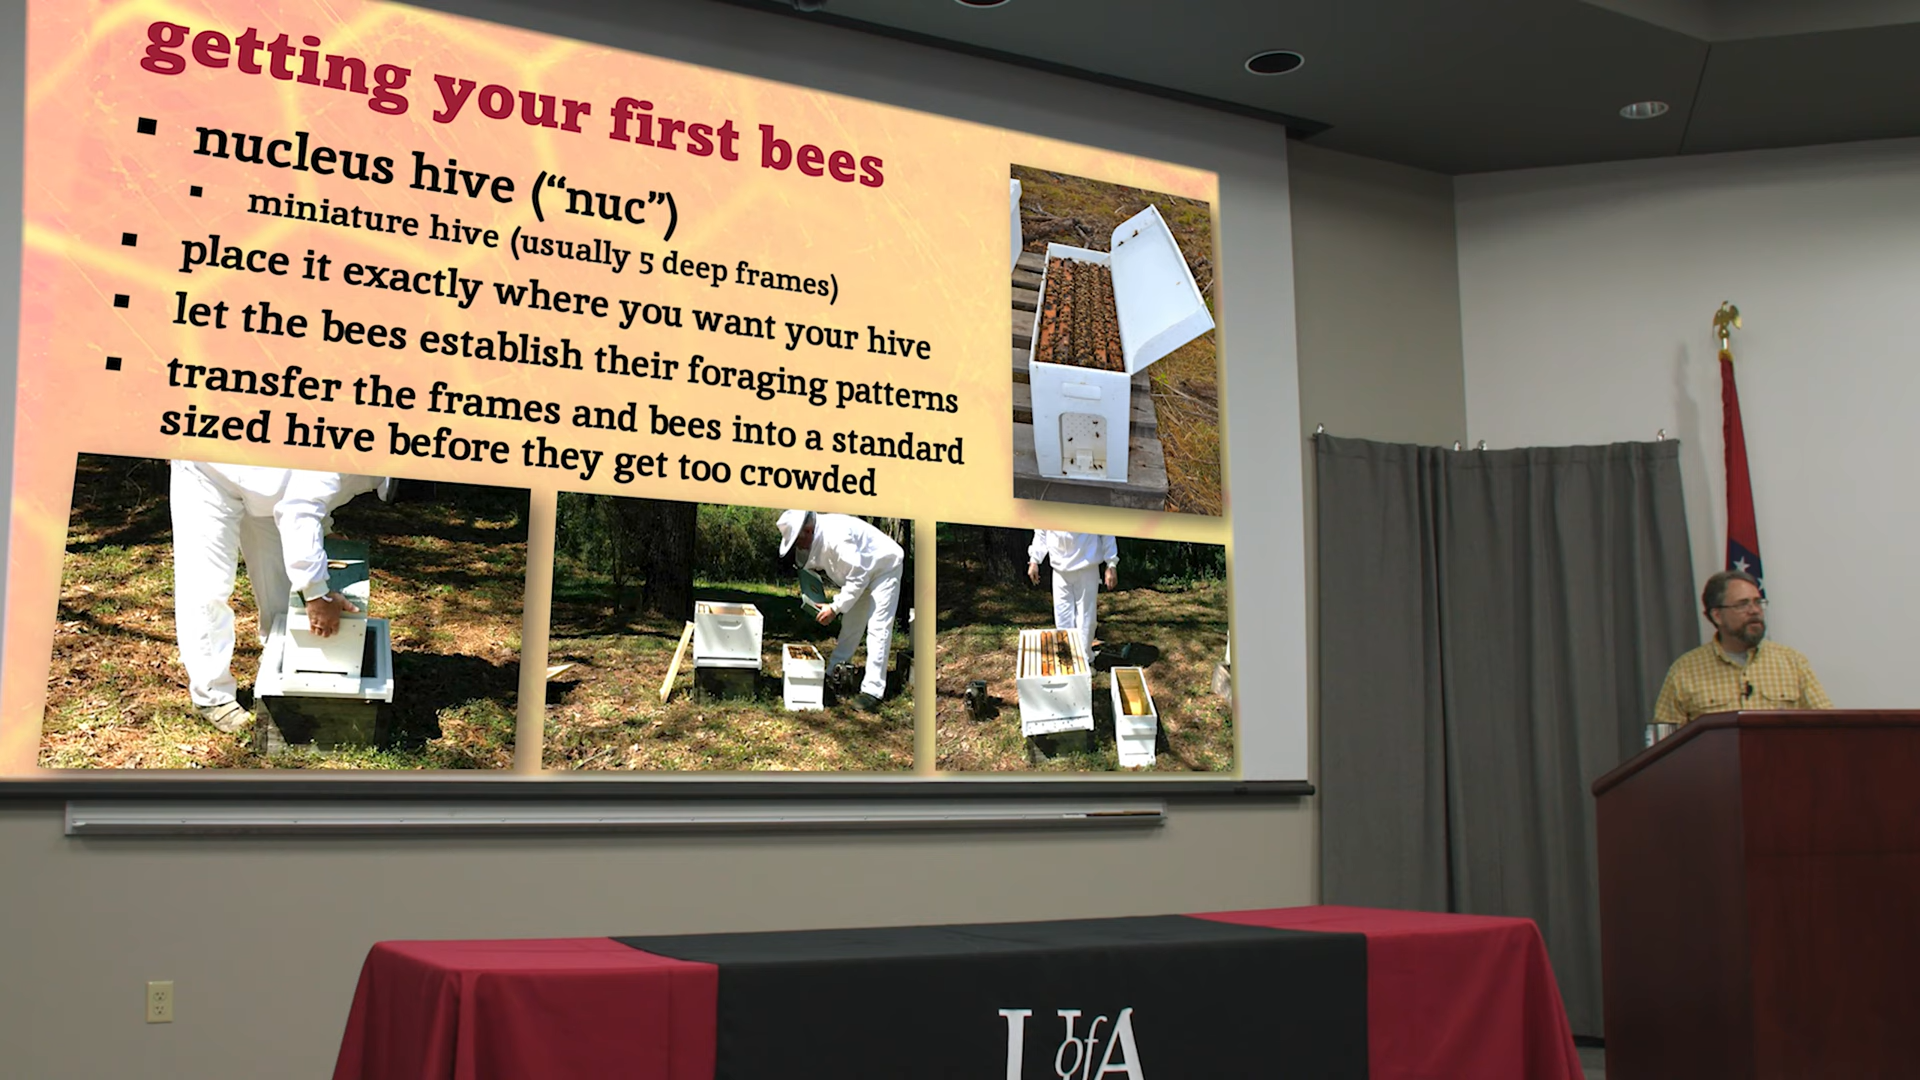 getting your first bees
▪ nucleus hive (“nuc”)
▪ miniature hive (usually 5 deep frames)
▪ place it exactly where you want your hive
▪ let the bees establish their foraging patterns
▪ transfer the frames and bees into a standard
sized hive before they get too crowded
U of A